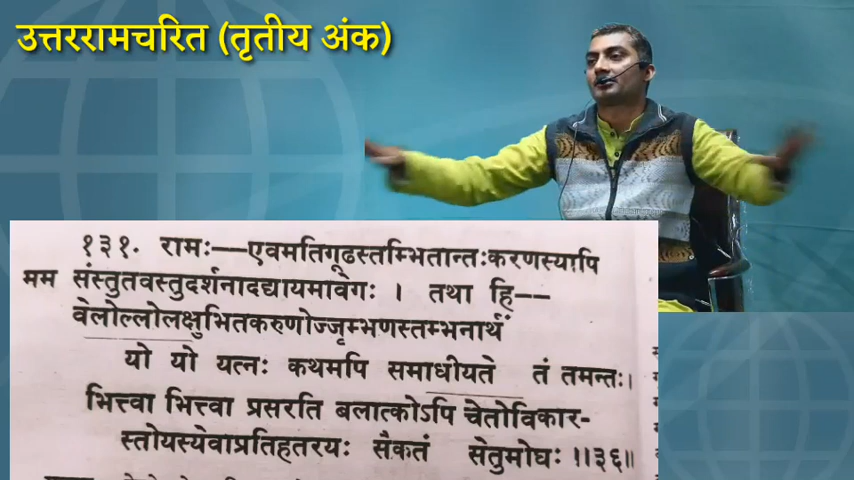 उत्तररामचरित (तृतीय अंक)
१३१. रामः——एवमतिगूढस्तम्भितान्तःकरणस्यापि
मम संस्तुतवस्तुदर्शनादद्यायमावेगः । तथा हि--
वेलोल्लोलक्षुभितकरुणोज्जृम्भणस्तम्भनार्थं
यो यो यत्नः कथमपि समाधीयते तं तमन्तः।
भित्त्वा भित्त्वा प्रसरति बलात्कोऽपि चेतोविकार-
स्तोयस्येवाप्रतिहतरयः सैकतं सेतुमोघः ।।३६॥